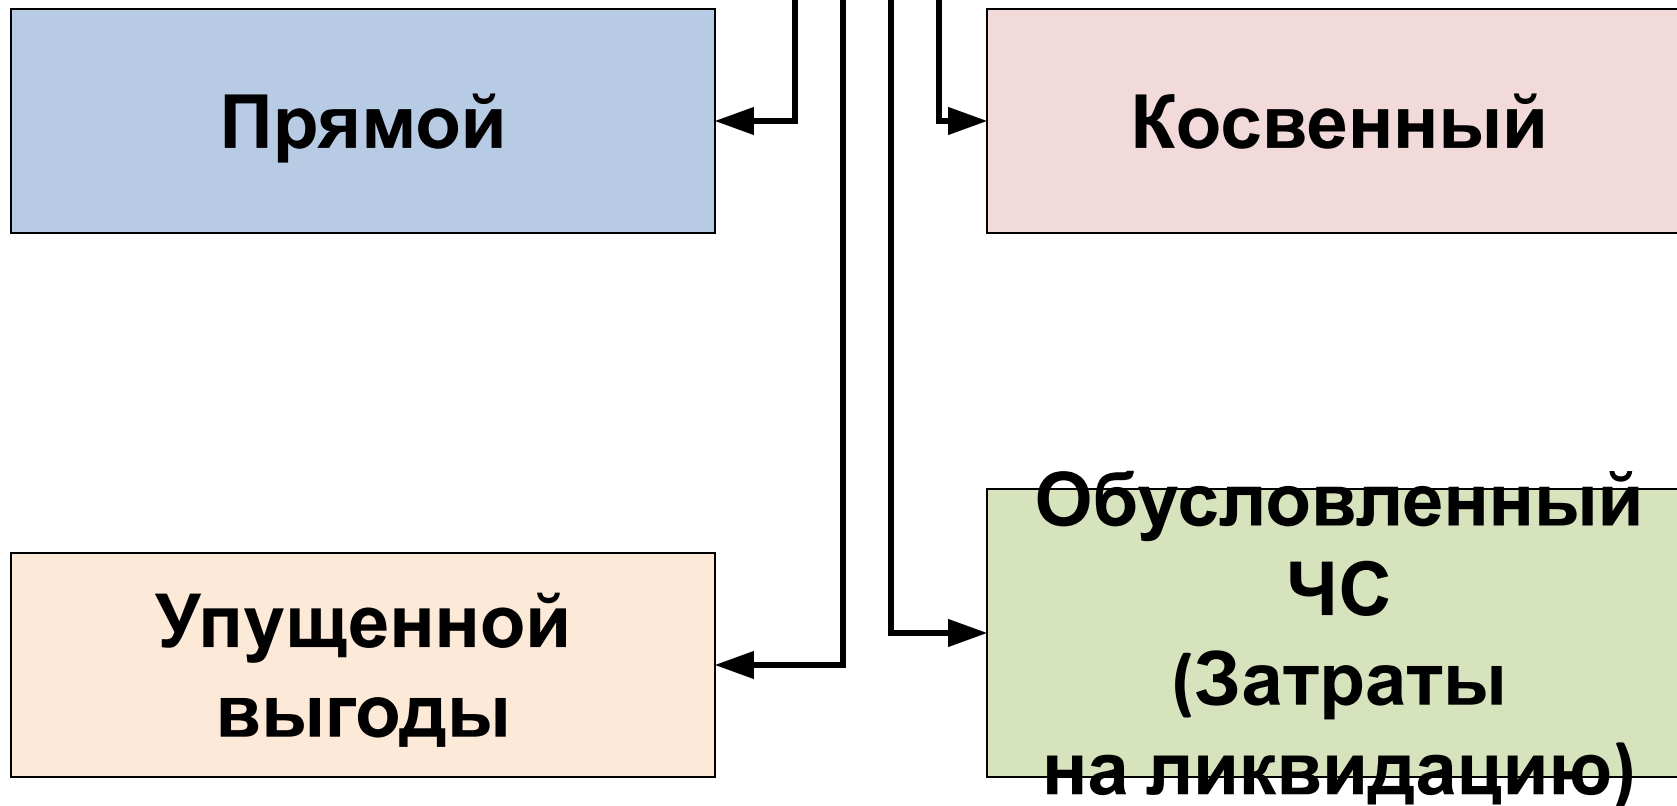 Прямой
Косвенный
Упущенной
выгоды
Обусловленный
ЧС
(Затраты
на ликвидацию)